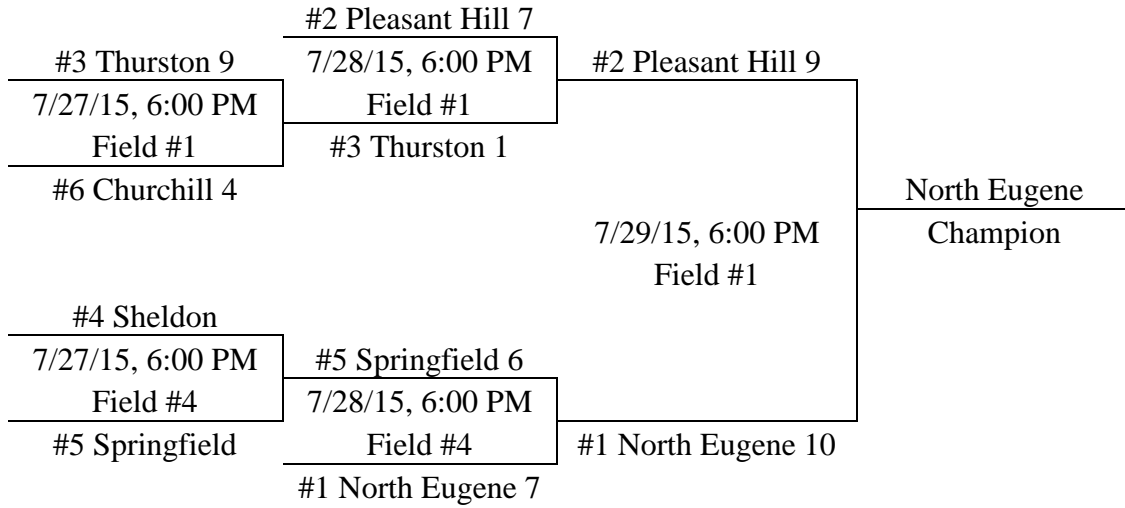 #2 Pleasant Hill 7
#3 Thurston 9
7/28/15, 6:00 PM
#2 Pleasant Hill 9
7/27/15, 6:00 PM
Field #1
Field #1
#3 Thurston 1
#6 Churchill 4
North Eugene
7/29/15, 6:00 PM
Champion
Field #1
#4 Sheldon
7/27/15, 6:00 PM
#5 Springfield 6
Field #4
7/28/15, 6:00 PM
#5 Springfield
Field #4
#1 North Eugene 10
#1 North Eugene 7